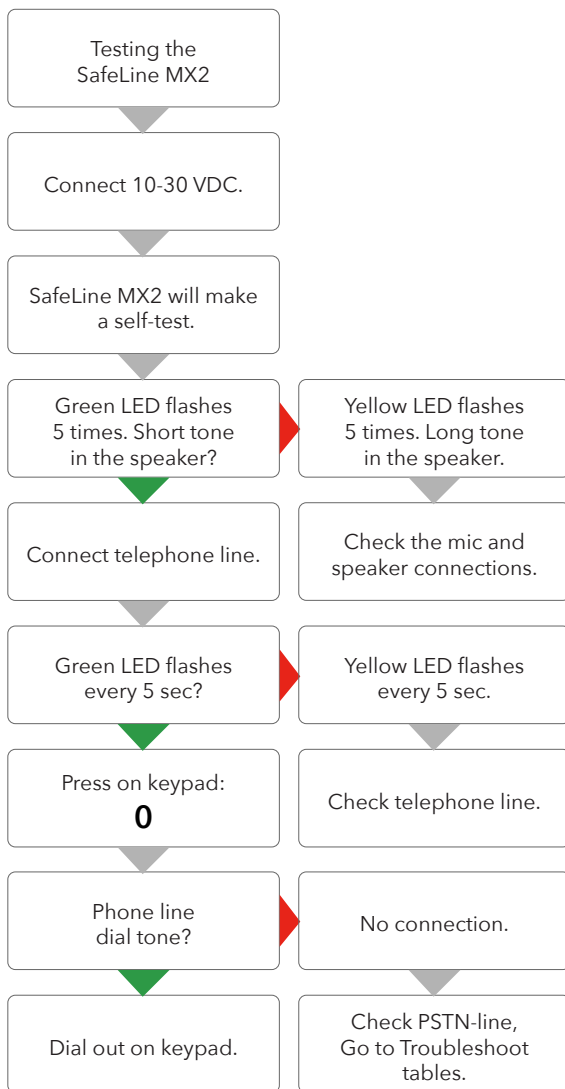 Testing the
SafeLine MX2
Connect 10-30 VDC.
SafeLine MX2 will make
a self-test.
Green LED flashes
5 times. Short tone
in the speaker?
Yellow LED flashes
5 times. Long tone
in the speaker.
Connect telephone line.
Check the mic and
speaker connections.
Green LED flashes
every 5 sec?
Yellow LED flashes
every 5 sec.
Press on keypad:
0
Check telephone line.
Phone line
dial tone?
No connection.
Dial out on keypad.
Check PSTN-line,
Go to Troubleshoot
tables.